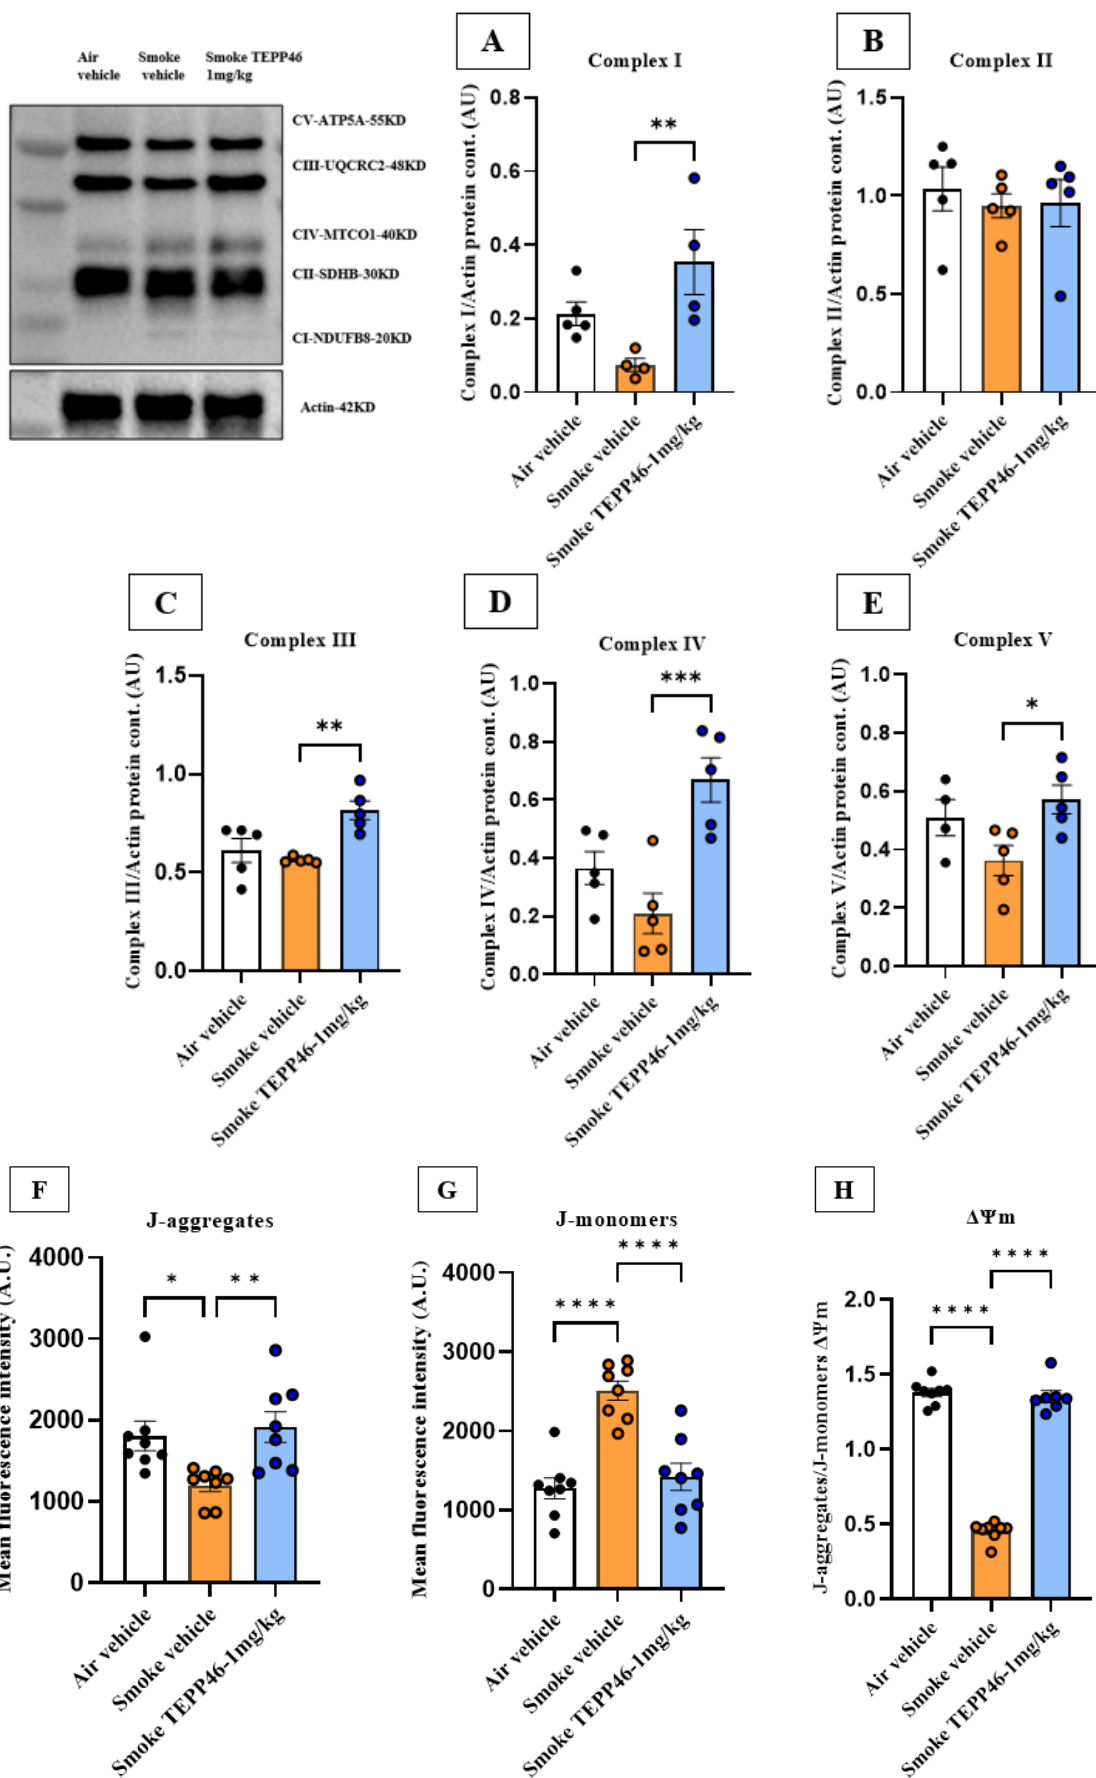 Air vehicle
Smoke vehicle
Smoke TEPP46 1mg/kg
CV-ATP5A-55KD
CIII-UQCRC2-48KD
CIV-MTCO1-40KD
CII-SDHB-30KD
CI-NDUFB8-20KD
Actin-42KD
A
Complex I
Complex I/Actin protein cont. (AU)
0.8
0.6
0.4
0.2
0.0
**
Air vehicle
Smoke vehicle
Smoke TEPP46-1mg/kg
B
Complex II
Complex II/Actin protein cont. (AU)
1.5
1.0
0.5
0.0
Air vehicle
Smoke vehicle
Smoke TEPP46-1mg/kg
C
Complex III
Complex III/Actin protein cont. (AU)
1.5
1.0
0.5
0.0
**
Air vehicle
Smoke vehicle
Smoke TEPP46-1mg/kg
D
Complex IV
Complex IV/Actin protein cont. (AU)
1.0
0.8
0.6
0.4
0.2
0.0
***
Air vehicle
Smoke vehicle
Smoke TEPP46-1mg/kg
E
Complex V
Complex V/Actin protein cont. (AU)
1.0
0.8
0.6
0.4
0.2
0.0
*
Air vehicle
Smoke vehicle
Smoke TEPP46-1mg/kg
F
J-aggregates
Mean fluorescence intensity (A.U.)
4000
3000
2000
1000
0
*
**
Air vehicle
Smoke vehicle
Smoke TEPP46-1mg/kg
G
J-monomers
Mean fluorescence intensity (A.U.)
4000
3000
2000
1000
0
****
****
Air vehicle
Smoke vehicle
Smoke TEPP46-1mg/kg
H
ΔΨm
J-aggregates/J-monomers ΔΨm
2.0
1.5
1.0
0.5
0.0
****
****
Air vehicle
Smoke vehicle
Smoke TEPP46-1mg/kg